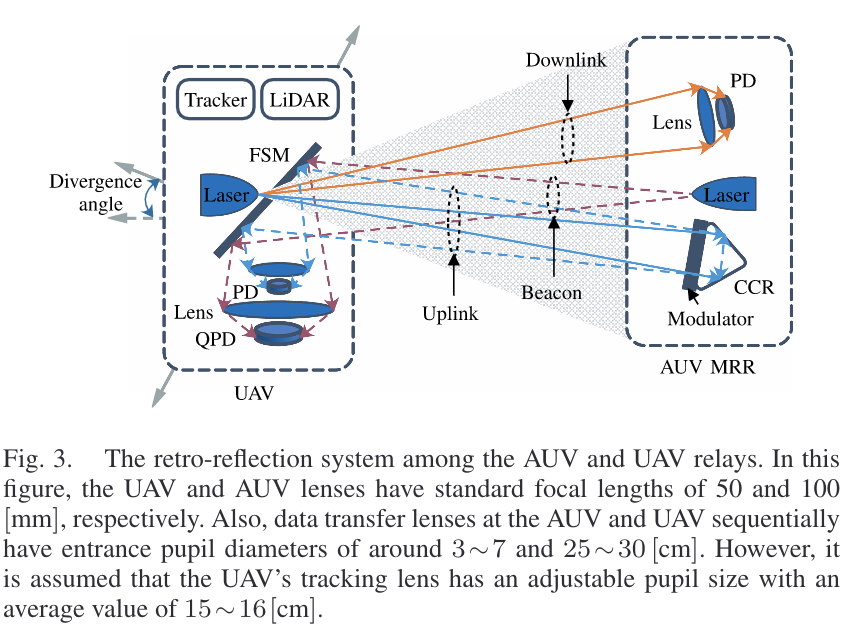 Downlink
Tracker
LiDAR
PD
Lens
FSM
Divergence
angle
Laser
Laser
PD
Lens
QPD
Beacon
Uplink
CCR
Modulator
UAV
AUV MRR
Fig. 3. The retro-reflection system among the AUV and UAV relays. In this
figure, the UAV and AUV lenses have standard focal lengths of 50 and 100
[mm], respectively. Also, data transfer lenses at the AUV and UAV sequentially
have entrance pupil diameters of around 3∼7 and 25∼30 [cm]. However, it
is assumed that the UAV's tracking lens has an adjustable pupil size with an
average value of 15∼16 [cm].